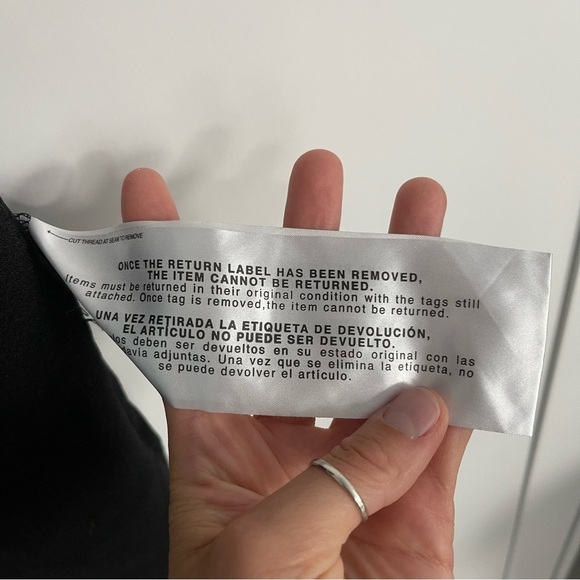 CUT THREAD AT SEAM TO REMOVE
ONCE THE RETURN LABEL HAS BEEN REMOVED,
THE ITEM CANNOT BE RETURNED.
Items must be returned in their original condition with the tags still
attached. Once tag is removed,the item cannot be returned.
UNA VEZ RETIRADA LA ETIQUETA DE DEVOLUCIÓN,
EL ARTÍCULO NO PUEDE SER DEVUELTO.
deben ser devueltos en su estado original con las
adjuntas. Una vez que se elimina la etiqueta, no
se puede devolver el artículo.